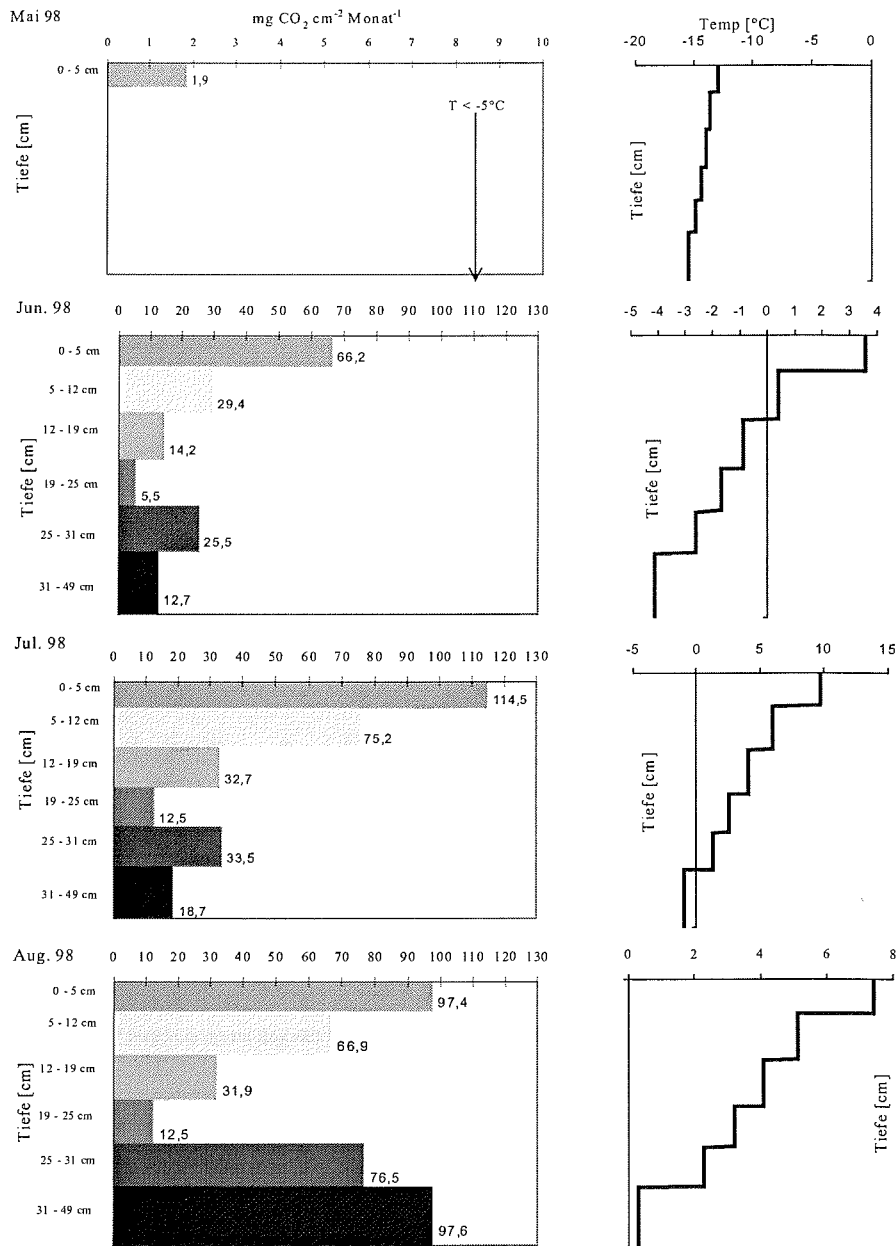 Mai 98
mg CO₂ cm⁻² Monat⁻¹
0 1 2 3 4 5 6 7 8 9 10
0 - 5 cm
1,9
T < -5°C
Tiefe [cm]
Temp [°C]
-20 -15 -10 -5 0
Tiefe [cm]
Jun. 98
0 10 20 30 40 50 60 70 80 90 100 110 120 130
0 - 5 cm
66,2
5 - 12 cm
29,4
12 - 19 cm
14,2
19 - 25 cm
5,5
25 - 31 cm
25,5
31 - 49 cm
12,7
Tiefe [cm]
-5 -4 -3 -2 -1 0 1 2 3 4
Tiefe [cm]
Jul. 98
0 10 20 30 40 50 60 70 80 90 100 110 120 130
0 - 5 cm
114,5
5 - 12 cm
75,2
12 - 19 cm
32,7
19 - 25 cm
12,5
25 - 31 cm
33,5
31 - 49 cm
18,7
Tiefe [cm]
-5 0 5 10 15
Tiefe [cm]
Aug. 98
0 10 20 30 40 50 60 70 80 90 100 110 120 130
0 - 5 cm
97,4
5 - 12 cm
66,9
12 - 19 cm
31,9
19 - 25 cm
12,5
25 - 31 cm
76,5
31 - 49 cm
97,6
Tiefe [cm]
0 2 4 6 8
Tiefe [cm]